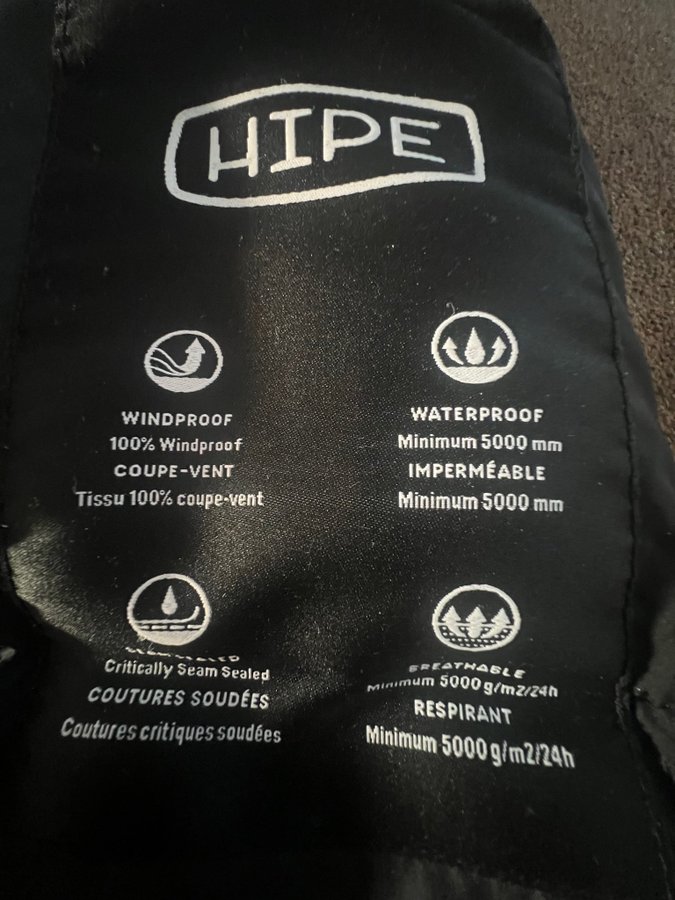 HIPE
WINDPROOF
100% Windproof
COUPE-VENT
Tissu 100% coupe-vent
WATERPROOF
Minimum 5000 mm
IMPERMÉABLE
Minimum 5000 mm
Critically Seam Sealed
COUTURES SOUDÉES
Coutures critiques soudées
BREATHABLE
Minimum 5000 g/m2/24h
RESPIRANT
Minimum 5000 g/m2/24h